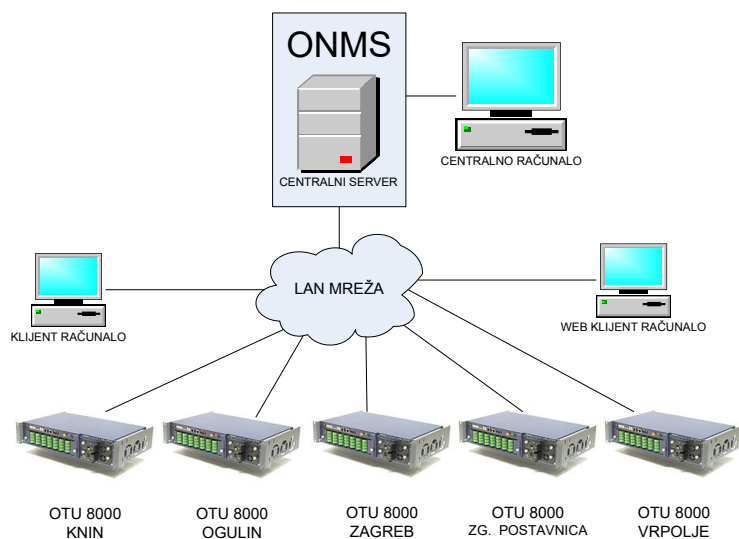 ONMS
CENTRALNI SERVER
CENTRALNO RAČUNALO
LAN MREŽA
KLIJENT RAČUNALO
WEB KLIJENT RAČUNALO
OTU 8000
KNIN
OTU 8000
OGULIN
OTU 8000
ZAGREB
OTU 8000
ZG. POSTAVNICA
OTU 8000
VRPOLJE